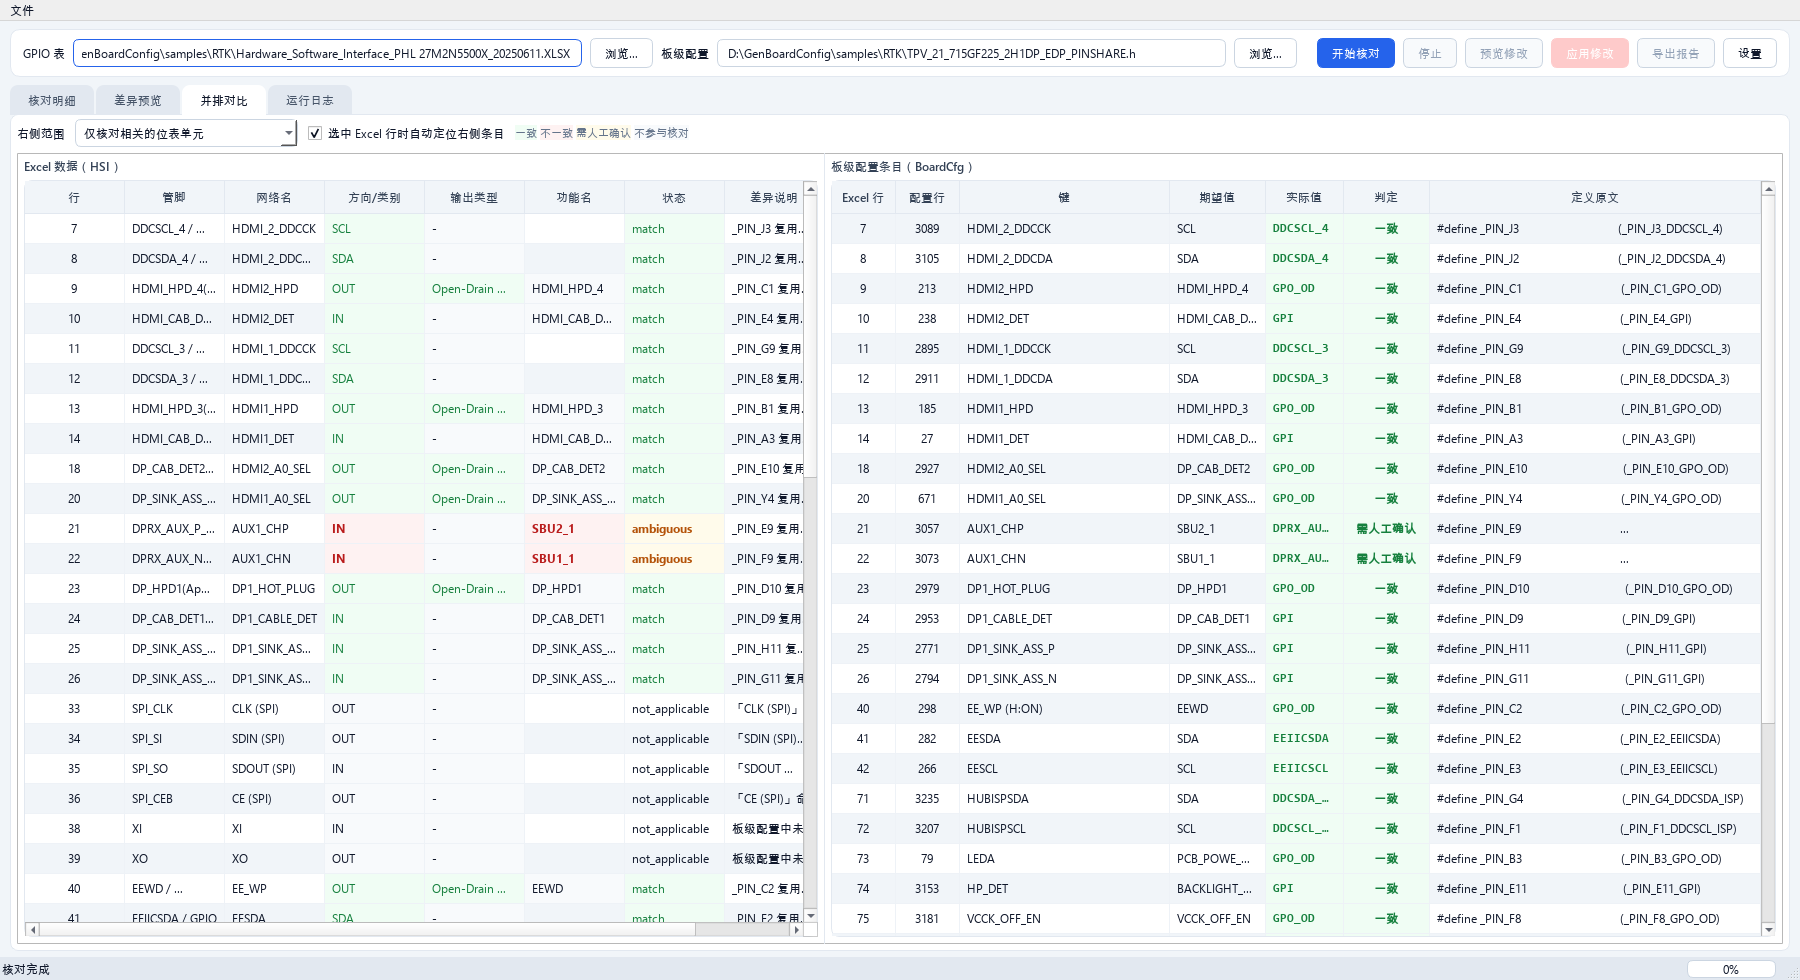 文件
GPIO 表 enBoardConfig\samples\RTK\Hardware_Software_Interface_PHL 27M2N5500X_20250611.XLSX 浏览... 板级配置 D:\GenBoardConfig\samples\RTK\TPV_21_715GF225_2H1DP_EDP_PINSHARE.h 浏览... 开始核对 停止 预览修改 应用修改 导出报告 设置
核对明细 差异预览 并排对比 运行日志
右侧范围 仅核对相关的位表单元 选中 Excel 行时自动定位右侧条目 一致 不一致 需人工确认 不参与核对
Excel 数据 ( HSI )
行 管脚 网络名 方向/类别 输出类型 功能名 状态 差异说明
7 DDCSCL_4 / ... HDMI_2_DDCCK SCL - match _PIN_J3 复用..
8 DDCSDA_4 / ... HDMI_2_DDC... SDA - match _PIN_J2 复用..
9 HDMI_HPD_4(... HDMI2_HPD OUT Open-Drain ... HDMI_HPD_4 match _PIN_C1 复用.
10 HDMI_CAB_D... HDMI2_DET IN - HDMI_CAB_D... match _PIN_E4 复用.
11 DDCSCL_3 / ... HDMI_1_DDCCK SCL - match _PIN_G9 复用
12 DDCSDA_3 / ... HDMI_1_DDC... SDA - match _PIN_E8 复用.
13 HDMI_HPD_3(... HDMI1_HPD OUT Open-Drain ... HDMI_HPD_3 match _PIN_B1 复用.
14 HDMI_CAB_D... HDMI1_DET IN - HDMI_CAB_D... match _PIN_A3 复用
18 DP_CAB_DET2... HDMI2_A0_SEL OUT Open-Drain ... DP_CAB_DET2 match _PIN_E10 复用
20 DP_SINK_ASS_... HDMI1_A0_SEL OUT Open-Drain ... DP_SINK_ASS_... match _PIN_Y4 复用.
21 DPRX_AUX_P_... AUX1_CHP IN - SBU2_1 ambiguous _PIN_E9 复用.
22 DPRX_AUX_N... AUX1_CHN IN - SBU1_1 ambiguous _PIN_F9 复用.
23 DP_HPD1(Ap... DP1_HOT_PLUG OUT Open-Drain ... DP_HPD1 match _PIN_D10 复用
24 DP_CAB_DET1... DP1_CABLE_DET IN - DP_CAB_DET1 match _PIN_D9 复用
25 DP_SINK_ASS_... DP1_SINK_AS... IN - DP_SINK_ASS_... match _PIN_H11 复..
26 DP_SINK_ASS_... DP1_SINK_AS... IN - DP_SINK_ASS_... match _PIN_G11 复用
33 SPI_CLK CLK (SPI) OUT - not_applicable 「CLK (SPI)」
34 SPI_SI SDIN (SPI) OUT - not_applicable 「SDIN (SPI)..
35 SPI_SO SDOUT (SPI) IN - not_applicable 「SDOUT ...
36 SPI_CEB CE (SPI) OUT - not_applicable 「CE (SPI)」命
38 XI XI IN - not_applicable 板级配置中未
39 XO XO OUT - not_applicable 板级配置中未
40 EEWD / ... EE_WP OUT Open-Drain ... EEWD match _PIN_C2 复用.
41 EEIICSDA / GPIO EESDA SDA - match _PIN_E2 复用.
板级配置条目 ( BoardCfg )
Excel 行 配置行 键 期望值 实际值 判定 定义原文
7 3089 HDMI_2_DDCCK SCL DDCSCL_4 一致 #define _PIN_J3 (_PIN_J3_DDCSCL_4)
8 3105 HDMI_2_DDCDA SDA DDCSDA_4 一致 #define _PIN_J2 (_PIN_J2_DDCSDA_4)
9 213 HDMI2_HPD HDMI_HPD_4 GPO_OD 一致 #define _PIN_C1 (_PIN_C1_GPO_OD)
10 238 HDMI2_DET HDMI_CAB_D... GPI 一致 #define _PIN_E4 (_PIN_E4_GPI)
11 2895 HDMI_1_DDCCK SCL DDCSCL_3 一致 #define _PIN_G9 (_PIN_G9_DDCSCL_3)
12 2911 HDMI_1_DDCDA SDA DDCSDA_3 一致 #define _PIN_E8 (_PIN_E8_DDCSDA_3)
13 185 HDMI1_HPD HDMI_HPD_3 GPO_OD 一致 #define _PIN_B1 (_PIN_B1_GPO_OD)
14 27 HDMI1_DET HDMI_CAB_D... GPI 一致 #define _PIN_A3 (_PIN_A3_GPI)
18 2927 HDMI2_A0_SEL DP_CAB_DET2 GPO_OD 一致 #define _PIN_E10 (_PIN_E10_GPO_OD)
20 671 HDMI1_A0_SEL DP_SINK_ASS... GPO_OD 一致 #define _PIN_Y4 (_PIN_Y4_GPO_OD)
21 3057 AUX1_CHP SBU2_1 DPRX_AU... 需人工确认 #define _PIN_E9 ...
22 3073 AUX1_CHN SBU1_1 DPRX_AU... 需人工确认 #define _PIN_F9 ...
23 2979 DP1_HOT_PLUG DP_HPD1 GPO_OD 一致 #define _PIN_D10 (_PIN_D10_GPO_OD)
24 2953 DP1_CABLE_DET DP_CAB_DET1 GPI 一致 #define _PIN_D9 (_PIN_D9_GPI)
25 2771 DP1_SINK_ASS_P DP_SINK_ASS... GPI 一致 #define _PIN_H11 (_PIN_H11_GPI)
26 2794 DP1_SINK_ASS_N DP_SINK_ASS... GPI 一致 #define _PIN_G11 (_PIN_G11_GPI)
40 298 EE_WP (H:ON) EEWD GPO_OD 一致 #define _PIN_C2 (_PIN_C2_GPO_OD)
41 282 EESDA SDA EEIICSDA 一致 #define _PIN_E2 (_PIN_E2_EEIICSDA)
42 266 EESCL SCL EEIICSCL 一致 #define _PIN_E3 (_PIN_E3_EEIICSCL)
71 3235 HUBISPSDA SDA DDCSDA_... 一致 #define _PIN_G4 (_PIN_G4_DDCSDA_ISP)
72 3207 HUBISPSCL SCL DDCSCL_... 一致 #define _PIN_F1 (_PIN_F1_DDCSCL_ISP)
73 79 LEDA PCB_POWE_... GPO_OD 一致 #define _PIN_B3 (_PIN_B3_GPO_OD)
74 3153 HP_DET BACKLIGHT_... GPI 一致 #define _PIN_E11 (_PIN_E11_GPI)
75 3181 VCCK_OFF_EN VCCK_OFF_EN GPO_OD 一致 #define _PIN_F8 (_PIN_F8_GPO_OD)
核对完成 0%